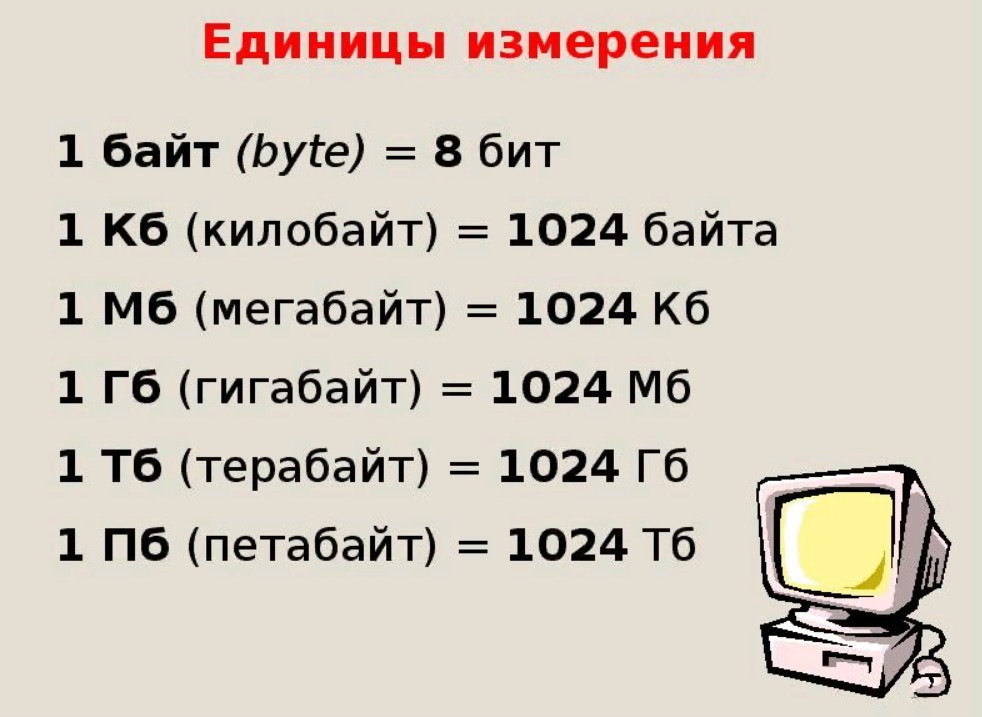 Единицы измерения
1 байт (byte) = 8 бит
1 Кб (килобайт) = 1024 байта
1 Мб (мегабайт) = 1024 Кб
1 Гб (гигабайт) = 1024 Мб
1 Тб (терабайт) = 1024 Гб
1 Пб (петабайт) = 1024 Тб